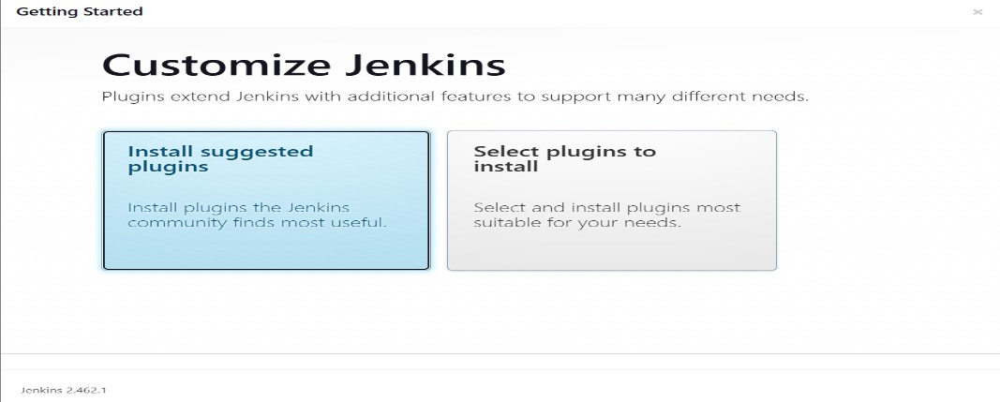 Getting Started
×
Customize Jenkins
Plugins extend Jenkins with additional features to support many different needs.
Install suggested
plugins
Install plugins the Jenkins
community finds most useful.
Select plugins to
install
Select and install plugins most
suitable for your needs.
Jenkins 2.462.1